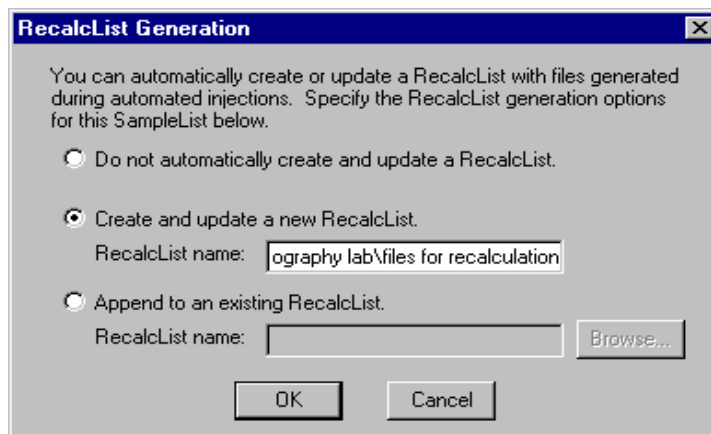 RecalcList Generation
You can automatically create or update a RecalcList with files generated
during automated injections.  Specify the RecalcList generation options
for this SampleList below.
Do not automatically create and update a RecalcList.
Create and update a new RecalcList.
RecalcList name: ography lab\files for recalculation
Append to an existing RecalcList.
RecalcList name: Browse...
OK Cancel